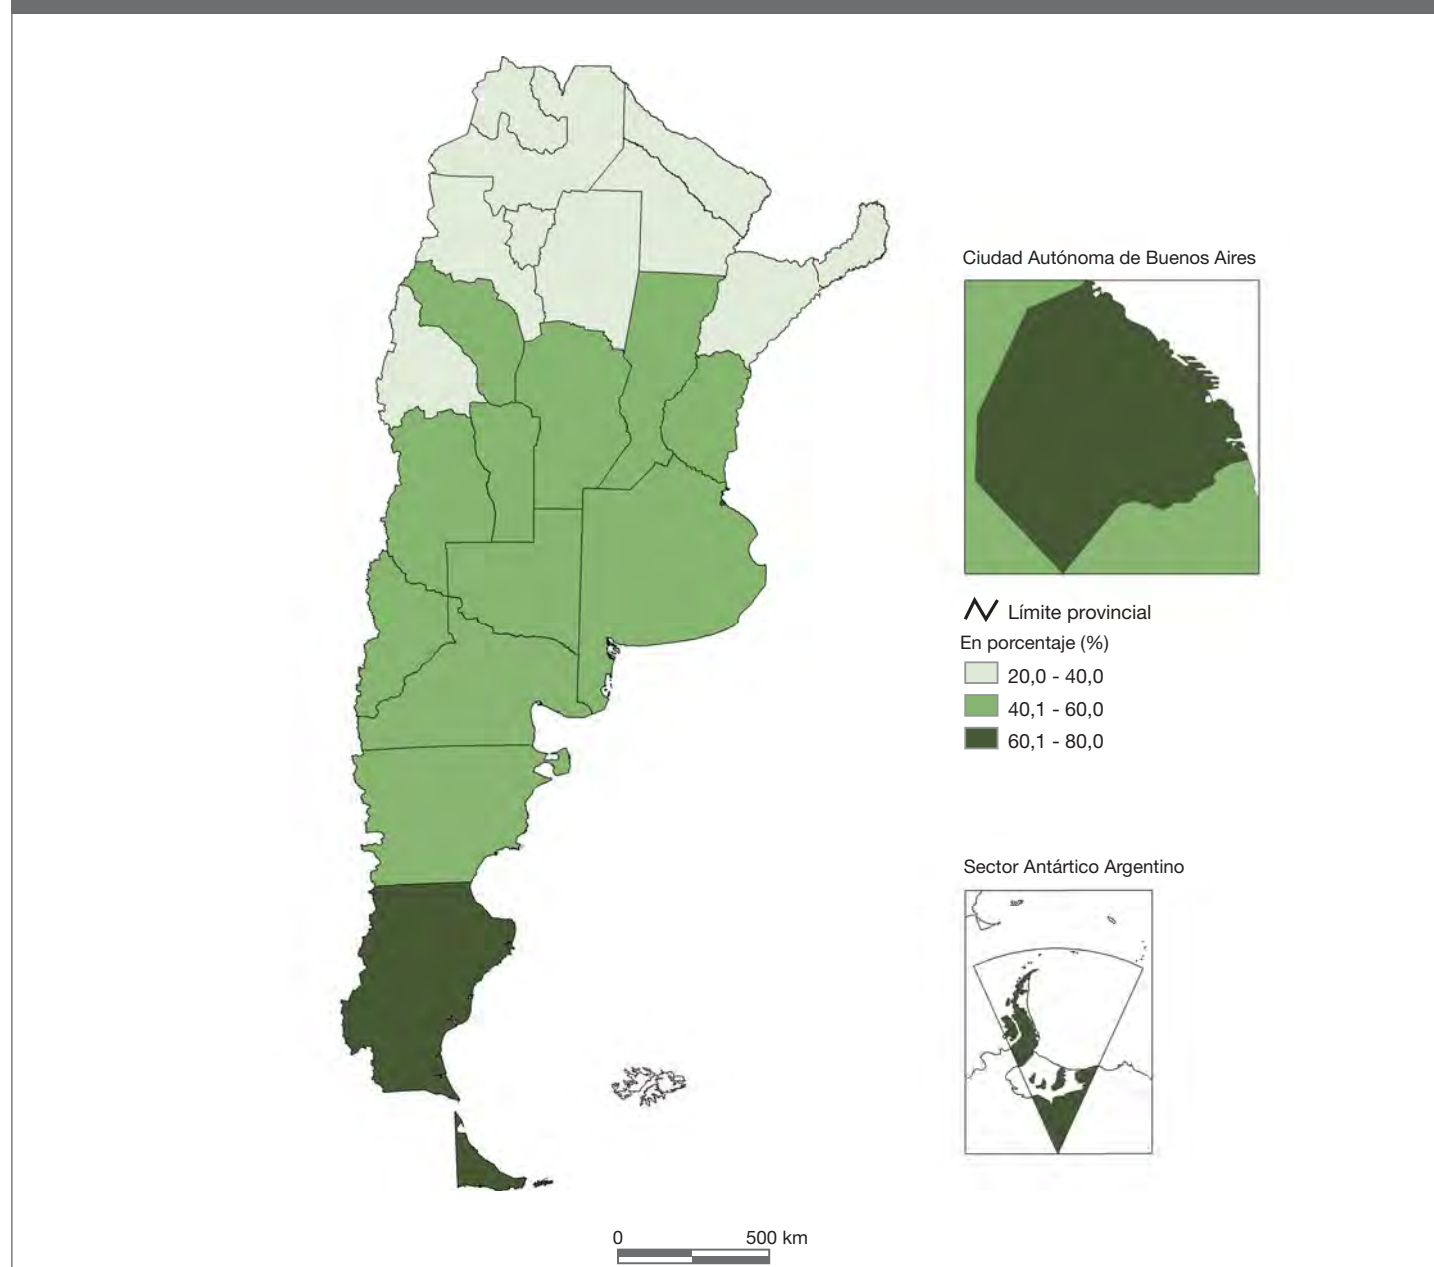 Ciudad Autónoma de Buenos Aires
Límite provincial
En porcentaje (%)
20,0 - 40,0
40,1 - 60,0
60,1 - 80,0
Sector Antártico Argentino
0 500 km